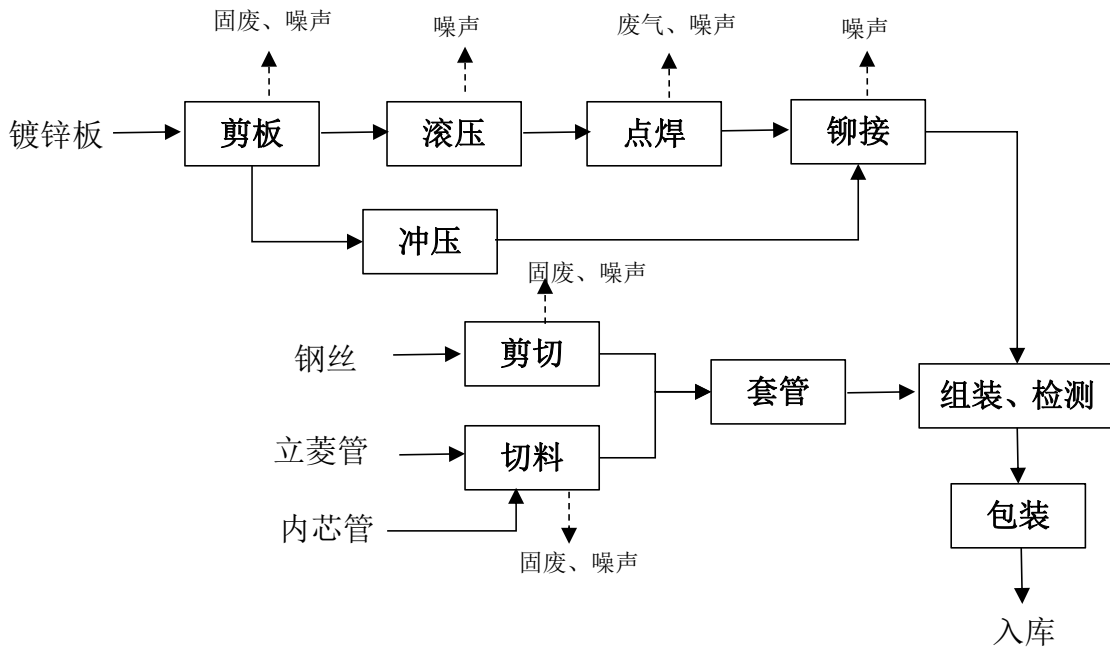 固废、噪声
噪声
废气、噪声
噪声
镀锌板
剪板
滚压
点焊
铆接
冲压
固废、噪声
钢丝
剪切
套管
组装、检测
立菱管
切料
内芯管
固废、噪声
包装
入库